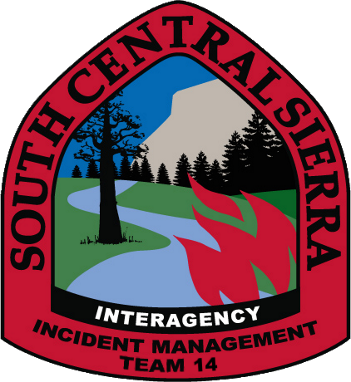 SOUTH CENTRAL SIERRA
INTERAGENCY
INCIDENT MANAGEMENT
TEAM 14